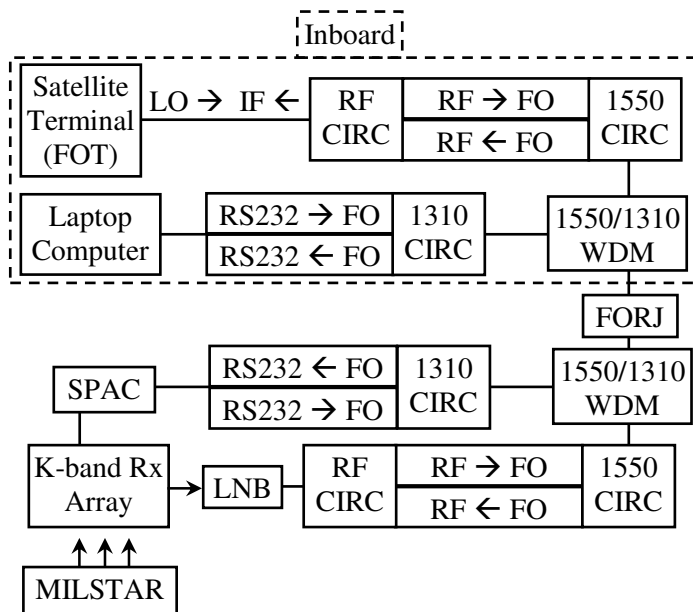 Inboard
Satellite
Terminal
(FOT)
LO → IF ←
RF
CIRC
RF → FO
RF ← FO
1550
CIRC
Laptop
Computer
RS232 → FO
RS232 ← FO
1310
CIRC
1550/1310
WDM
FORJ
SPAC
RS232 ← FO
RS232 → FO
1310
CIRC
1550/1310
WDM
K-band Rx
Array
LNB
RF
CIRC
RF → FO
RF ← FO
1550
CIRC
MILSTAR